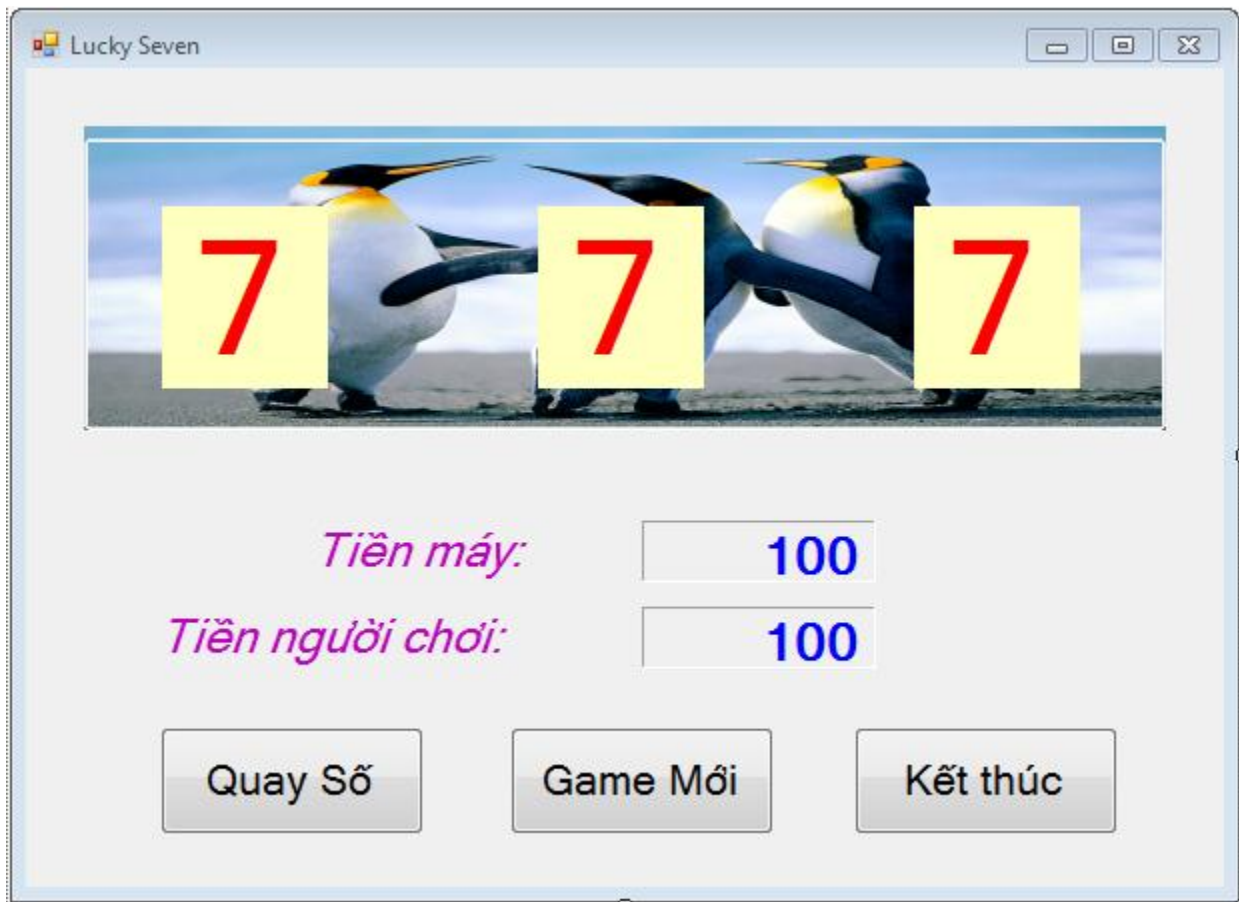 Lucky Seven
7 7 7
Tiền máy: 100
Tiền người chơi: 100
Quay Số Game Mới Kết thúc